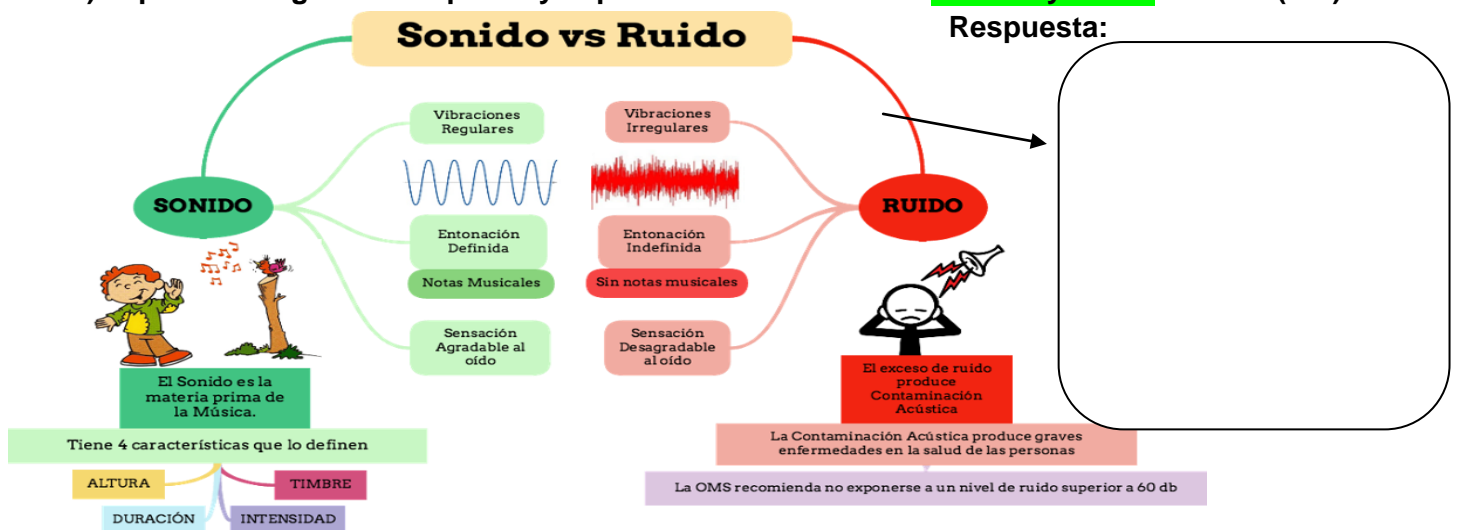 Respuesta:
Sonido vs Ruido
Vibraciones
Regulares
Vibraciones
Irregulares
SONIDO
RUIDO
Entonación
Definida
Entonación
Indefinida
Notas Musicales
Sin notas musicales
Sensación
Agradable al
oído
Sensación
Desagradable
al oído
El Sonido es la
materia prima de
la Música.
El exceso de ruido
produce
Contaminación
Acústica
Tiene 4 características que lo definen
La Contaminación Acústica produce graves
enfermedades en la salud de las personas
ALTURA
TIMBRE
DURACIÓN
INTENSIDAD
La OMS recomienda no exponerse a un nivel de ruido superior a 60 db